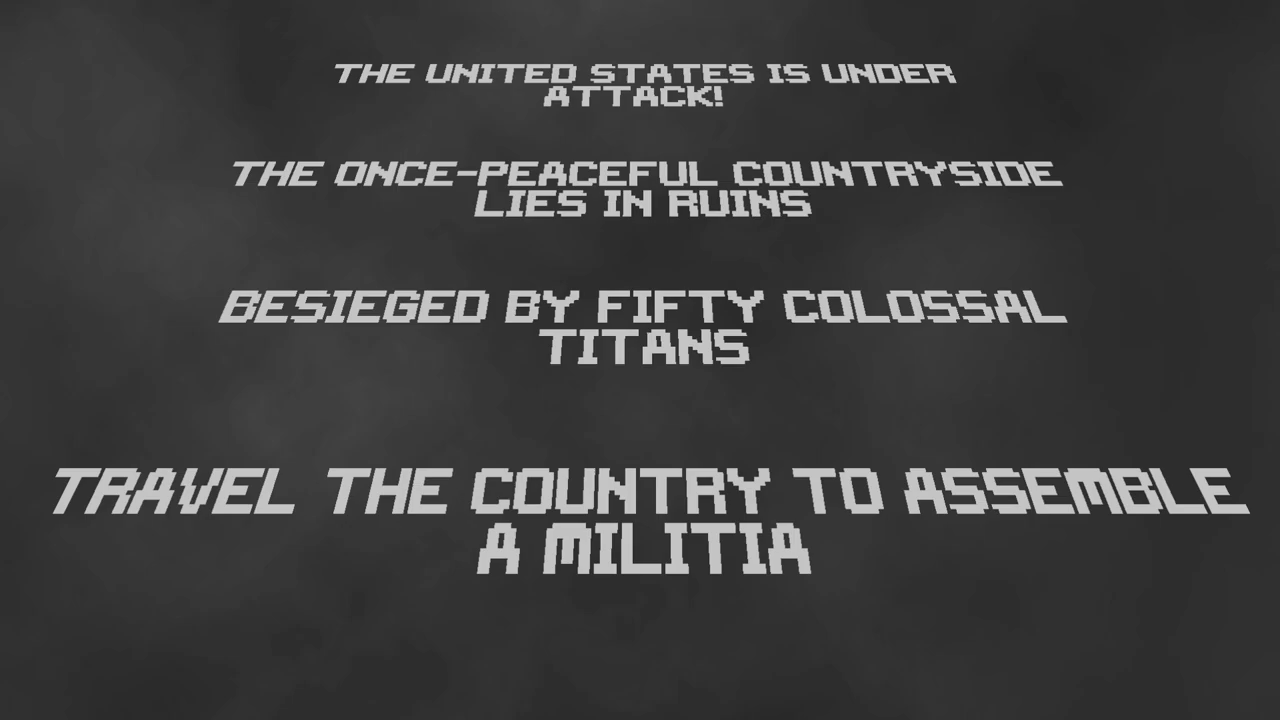 THE UNITED STATES IS UNDER
ATTACK!
THE ONCE-PEACEFUL COUNTRYSIDE
LIES IN RUINS
BESIEGED BY FIFTY COLOSSAL
TITANS
TRAVEL THE COUNTRY TO ASSEMBLE
A MILITIA